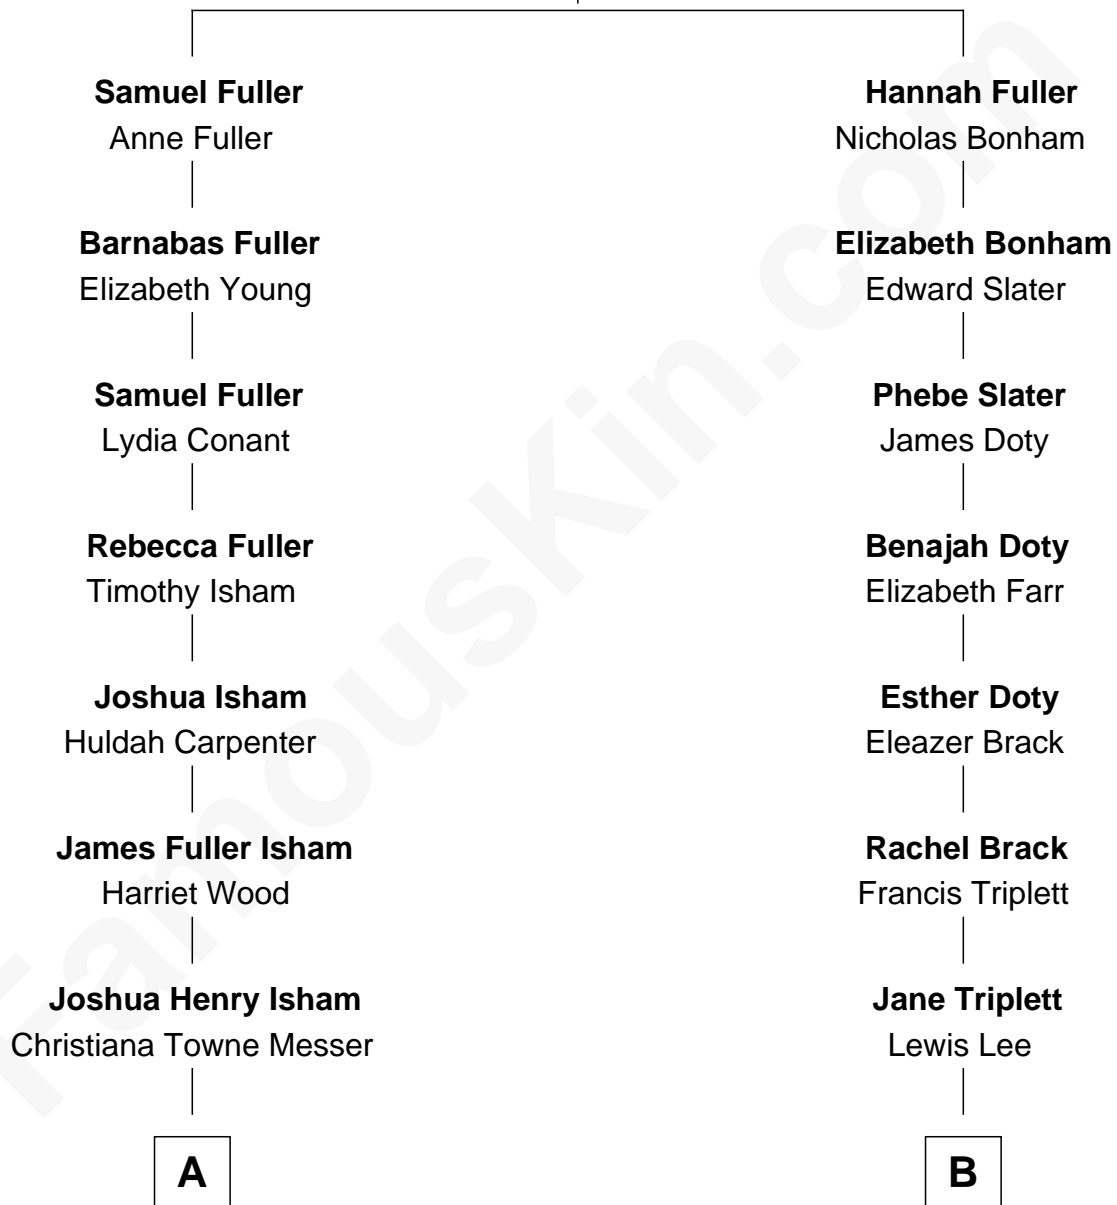 Samuel Fuller
Anne Fuller
Barnabas Fuller
Elizabeth Young
Samuel Fuller
Lydia Conant
Rebecca Fuller
Timothy Isham
Joshua Isham
Huldah Carpenter
James Fuller Isham
Harriet Wood
Joshua Henry Isham
Christiana Towne Messer
A
Hannah Fuller
Nicholas Bonham
Elizabeth Bonham
Edward Slater
Phebe Slater
James Doty
Benajah Doty
Elizabeth Farr
Esther Doty
Eleazer Brack
Rachel Brack
Francis Triplett
Jane Triplett
Lewis Lee
B
FamousKin.com